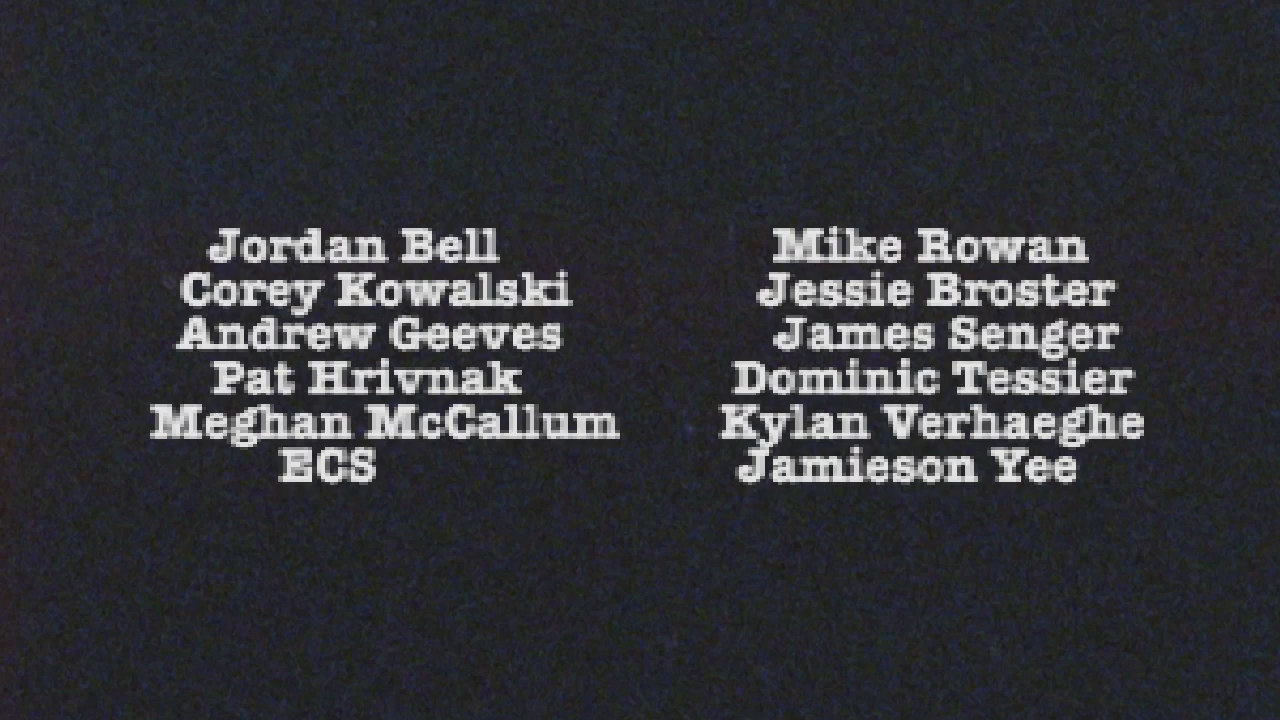 Jordan Bell
Corey Kowalski
Andrew Geeves
Pat Hrivnak
Meghan McCallum
ECS
Mike Rowan
Jessie Broster
James Senger
Dominic Tessier
Kylan Verhaeghe
Jamieson Yee